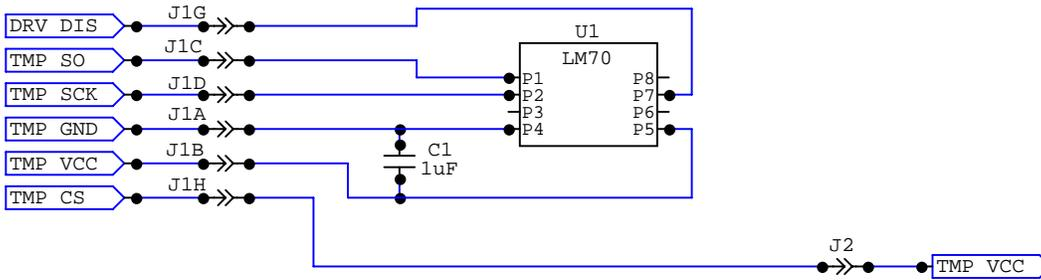 DRV DIS
J1G
TMP SO
J1C
TMP SCK
J1D
TMP GND
J1A
TMP VCC
J1B
TMP CS
J1H
C1
1uF
U1
LM70
P1
P2
P3
P4
P8
P7
P6
P5
J2
TMP VCC